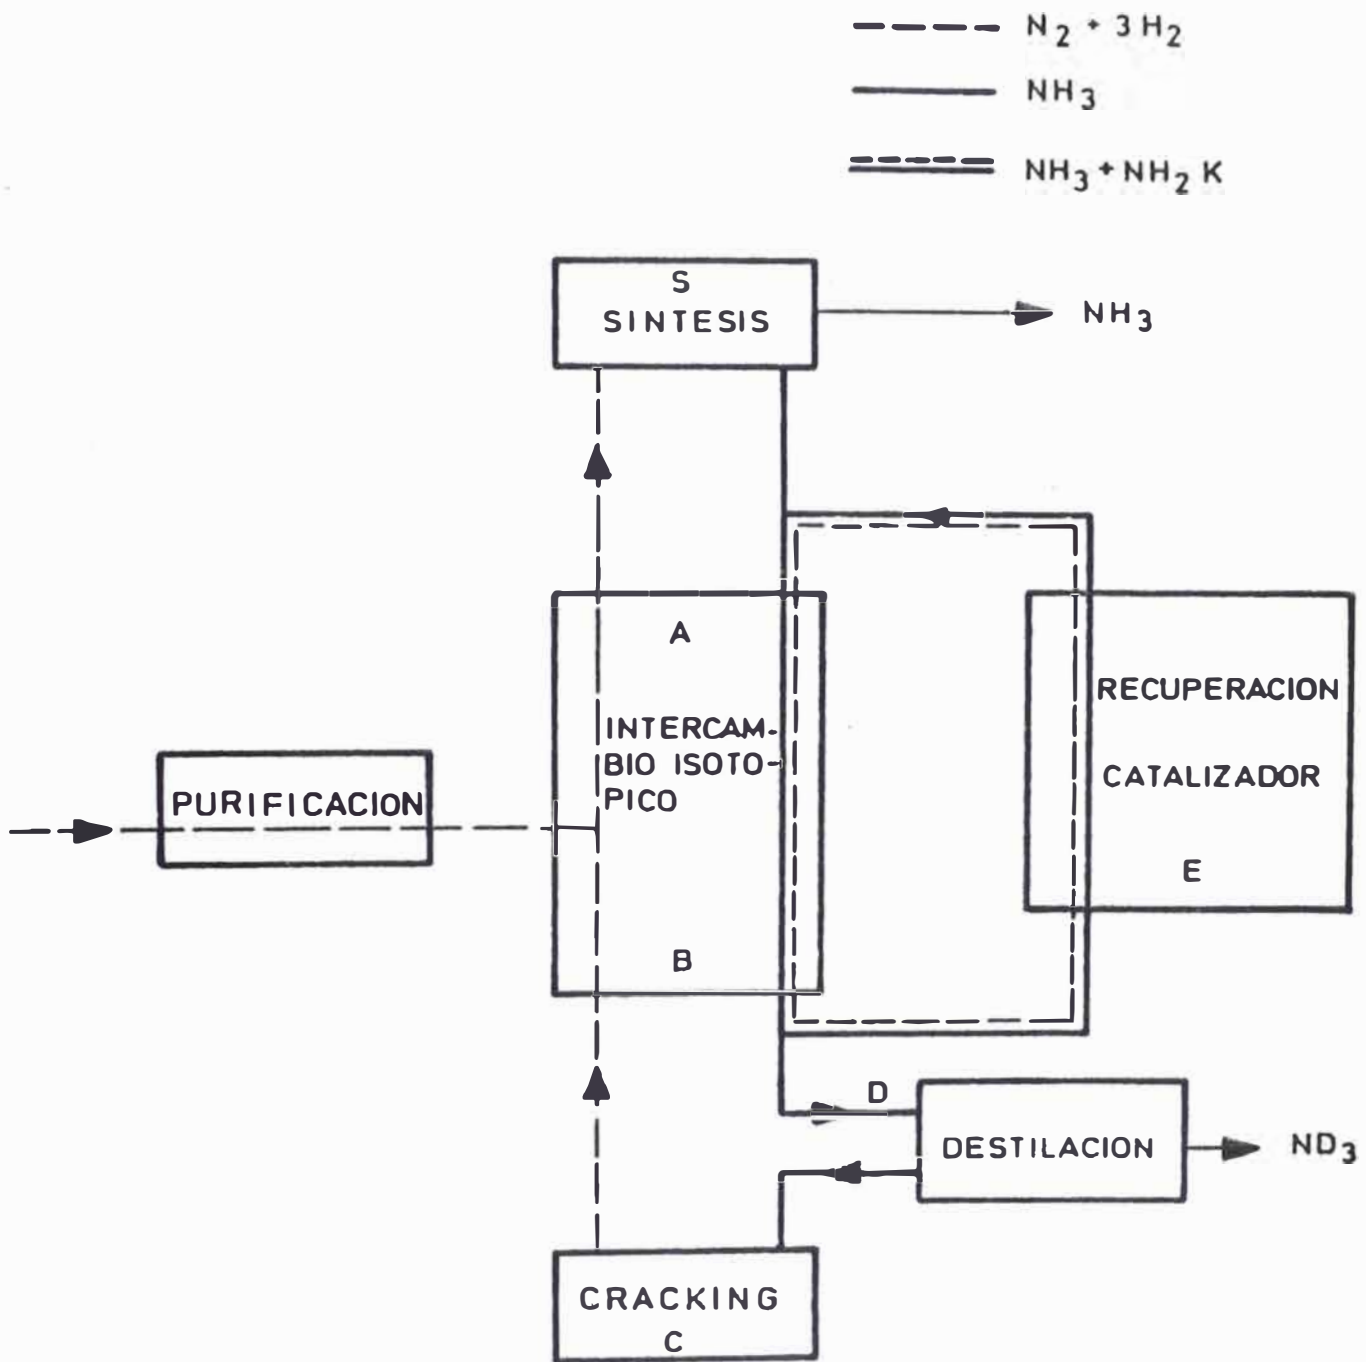 N₂ + 3H₂
NH₃
NH₃ + NH₂ K
S
SINTESIS
NH₃
A
RECUPERACION
INTERCAM-
BIO ISOTO-
PICO
CATALIZADOR
PURIFICACION
E
B
D
DESTILACION
ND₃
CRACKING
C